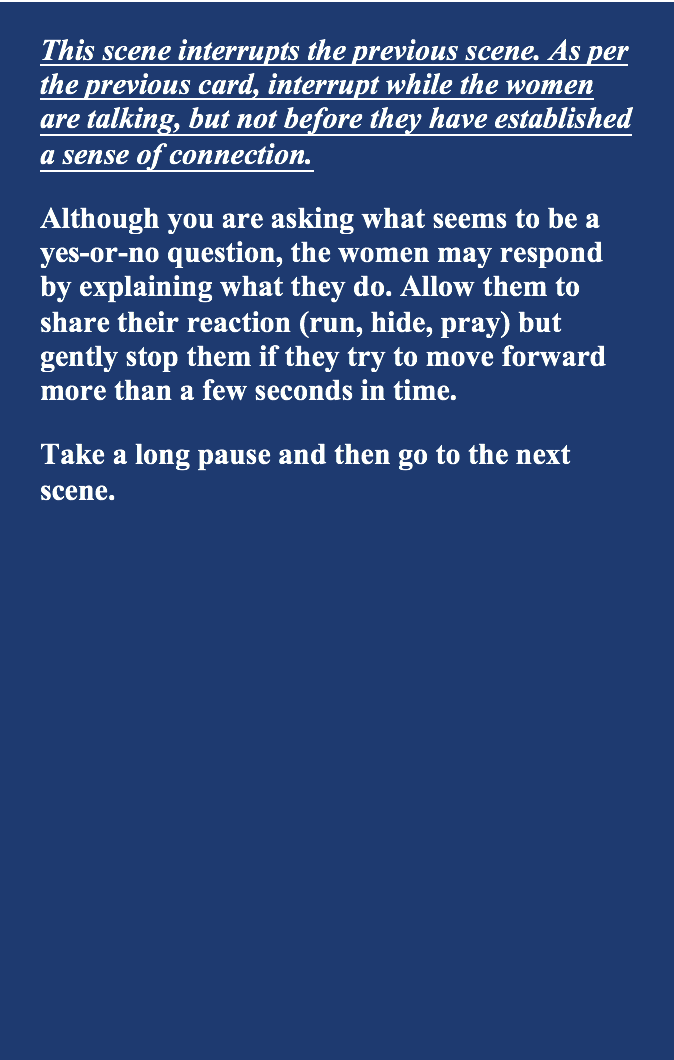 This scene interrupts the previous scene. As per
the previous card, interrupt while the women
are talking, but not before they have established
a sense of connection.
Although you are asking what seems to be a
yes-or-no question, the women may respond
by explaining what they do. Allow them to
share their reaction (run, hide, pray) but
gently stop them if they try to move forward
more than a few seconds in time.
Take a long pause and then go to the next
scene.